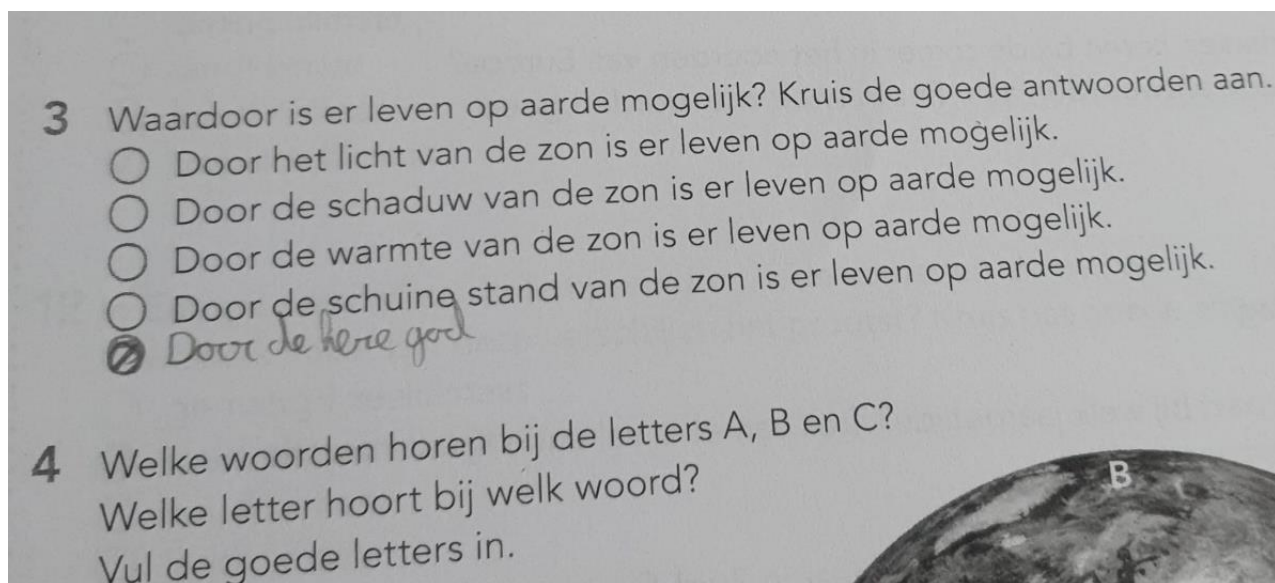 3 Waardoor is er leven op aarde mogelijk? Kruis de goede antwoorden aan.
Door het licht van de zon is er leven op aarde mogelijk.
Door de schaduw van de zon is er leven op aarde mogelijk.
Door de warmte van de zon is er leven op aarde mogelijk.
Door de schuine stand van de zon is er leven op aarde mogelijk.
Door de here god
4 Welke woorden horen bij de letters A, B en C?
Welke letter hoort bij welk woord?
Vul de goede letters in.
B